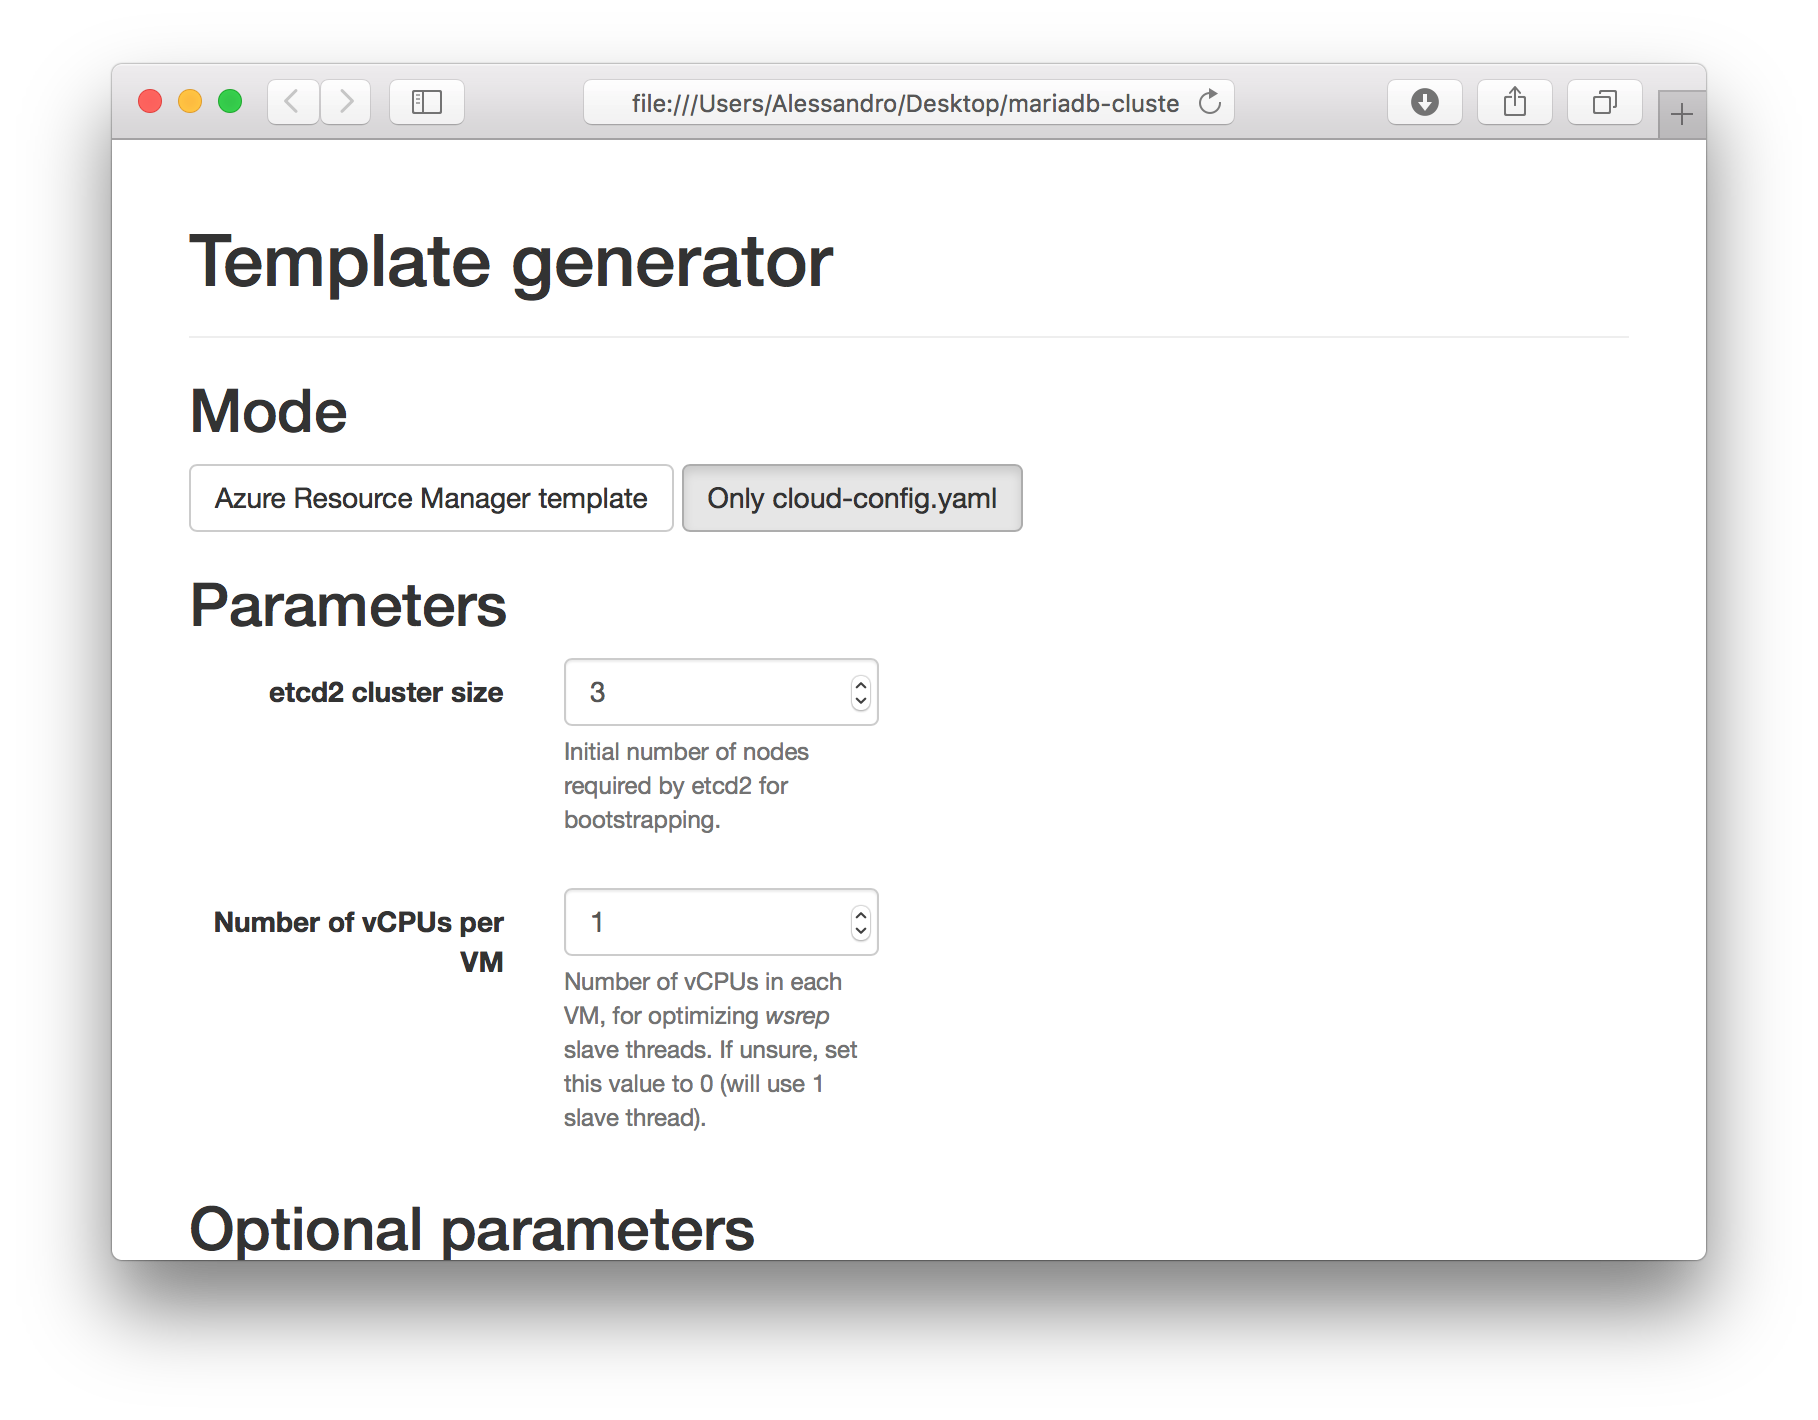 file:///Users/Alessandro/Desktop/mariadb-cluste
Template generator
Mode
Azure Resource Manager template
Only cloud-config.yaml
Parameters
etcd2 cluster size
3
Initial number of nodes
required by etcd2 for
bootstrapping.
Number of vCPUs per
VM
1
Number of vCPUs in each
VM, for optimizing wsrep
slave threads. If unsure, set
this value to 0 (will use 1
slave thread).
Optional parameters